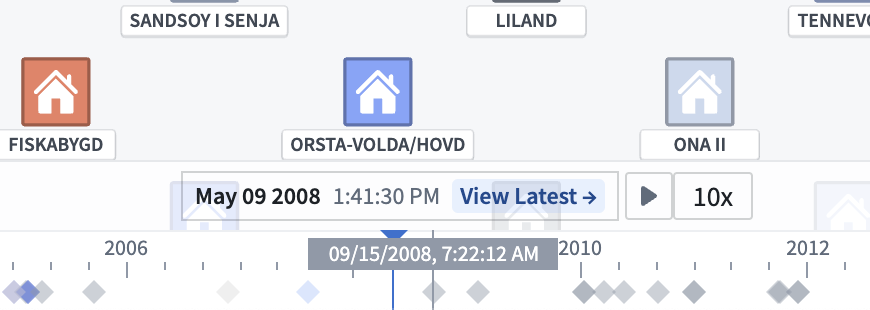 SANDSOY I SENJA
LILAND
FISKABYGD
ORSTA-VOLDA/HOVD
ONA II
May 09 2008 1:41:30 PM View Latest →
10x
2006
09/15/2008, 7:22:12 AM
2010
2012